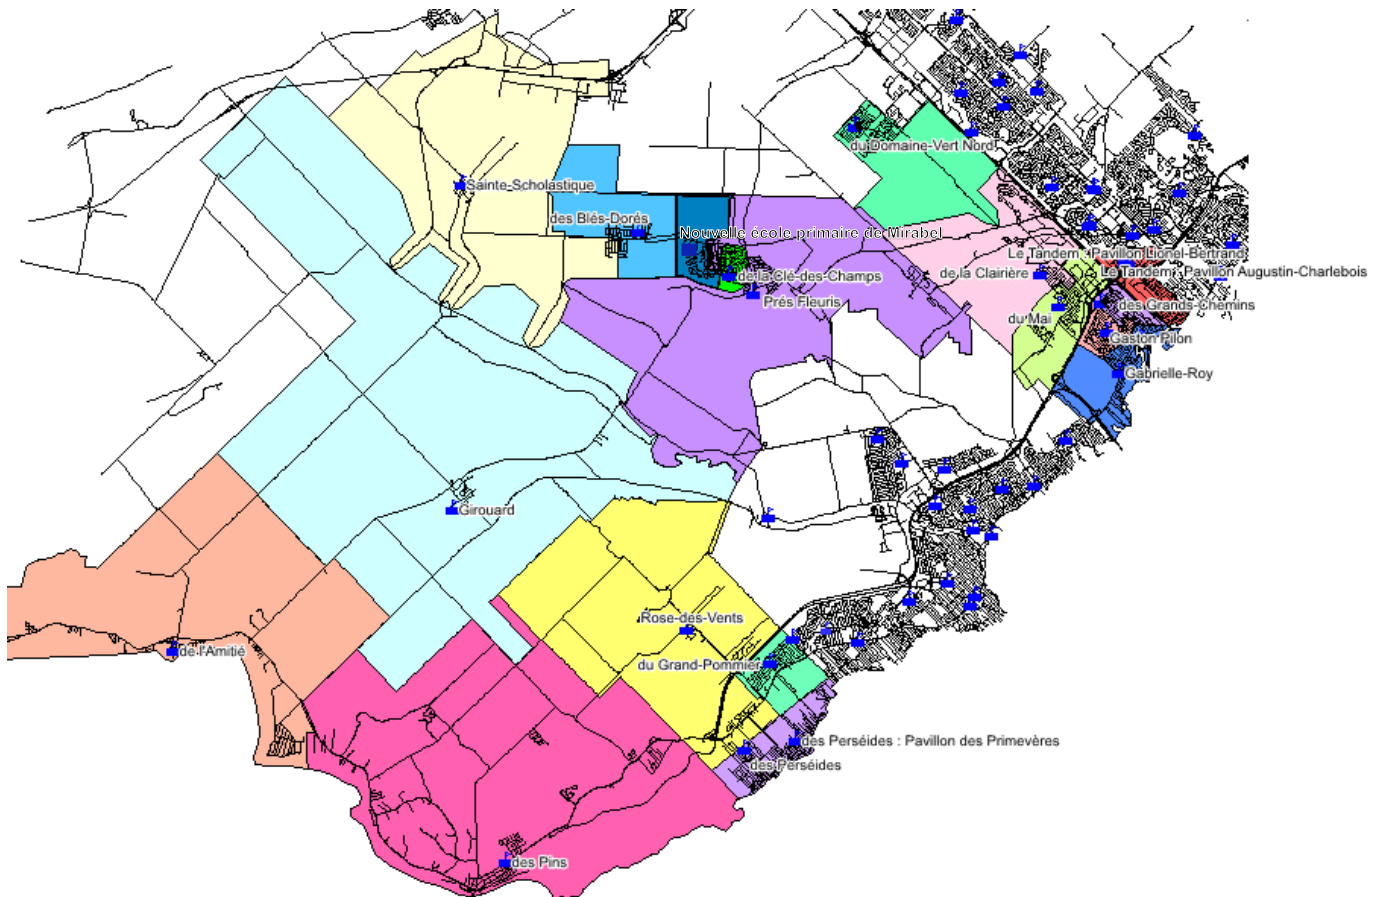 du Domaine-Vert Nord
Sainte-Scholastique
des Blés-Dorés
Nouvelle école primaire de Mirabel
Le Tandem : Pavillon Lionel-Bertrand
de la Clairière
Le Tandem : Pavillon Augustin-Charlebois
de la Clé-des-Champs
Prés Fleuris
des Grands-Chemins
du Mai
Gaston Pilon
Gabrielle-Roy
Girouard
Rose-des-Vents
de l'Amitié
du Grand-Pommier
des Perséides : Pavillon des Primevères
des Perséides
des Pins